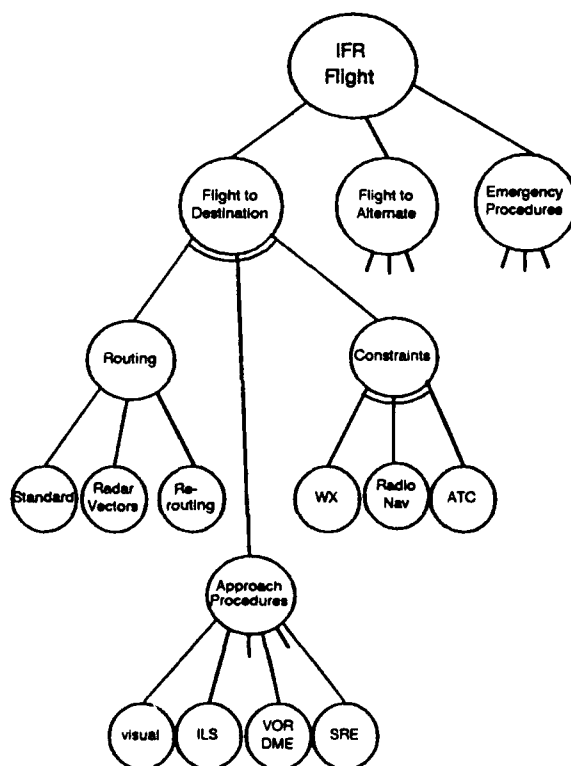 IFR
Flight
Flight to
Destination
Flight to
Alternate
Emergency
Procedures
Routing
Constraints
Standard
Radar
Vectors
Re-
routing
WX
Radio
Nav
ATC
Approach
Procedures
visual
ILS
VOR
DME
SRE